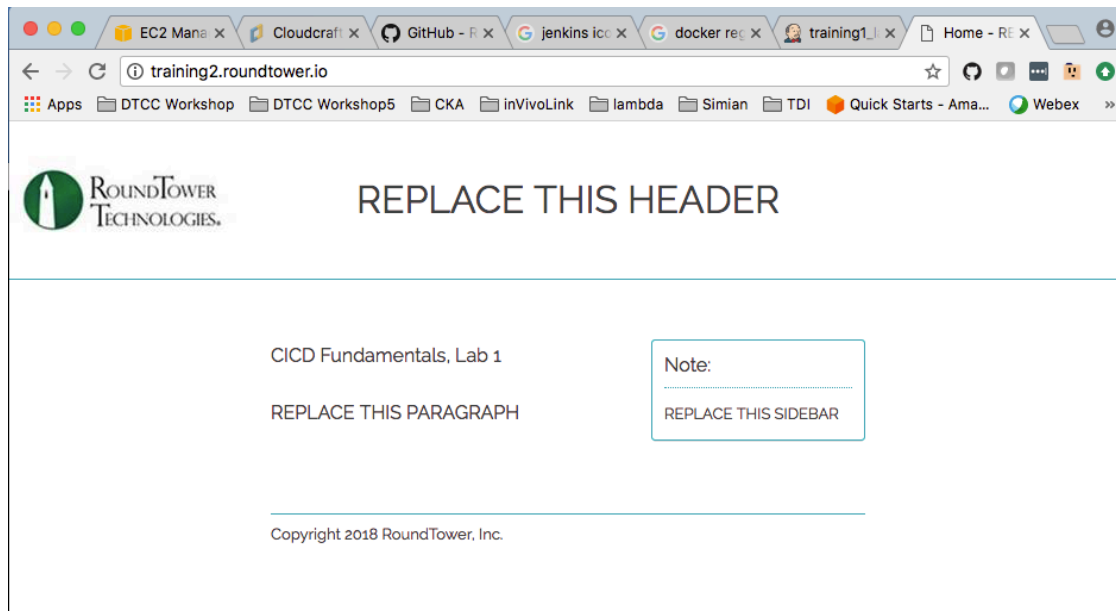 EC2 Mana
Cloudcraft
GitHub - R
jenkins ico
docker reg
training1_l
Home - RE
training2.roundtower.io
Apps DTCC Workshop DTCC Workshop5 CKA inVivoLink lambda Simian TDI Quick Starts - Ama... Webex »
ROUNDTOWER
TECHNOLOGIES.
REPLACE THIS HEADER
CICD Fundamentals, Lab 1
Note:
REPLACE THIS PARAGRAPH
REPLACE THIS SIDEBAR
Copyright 2018 RoundTower, Inc.